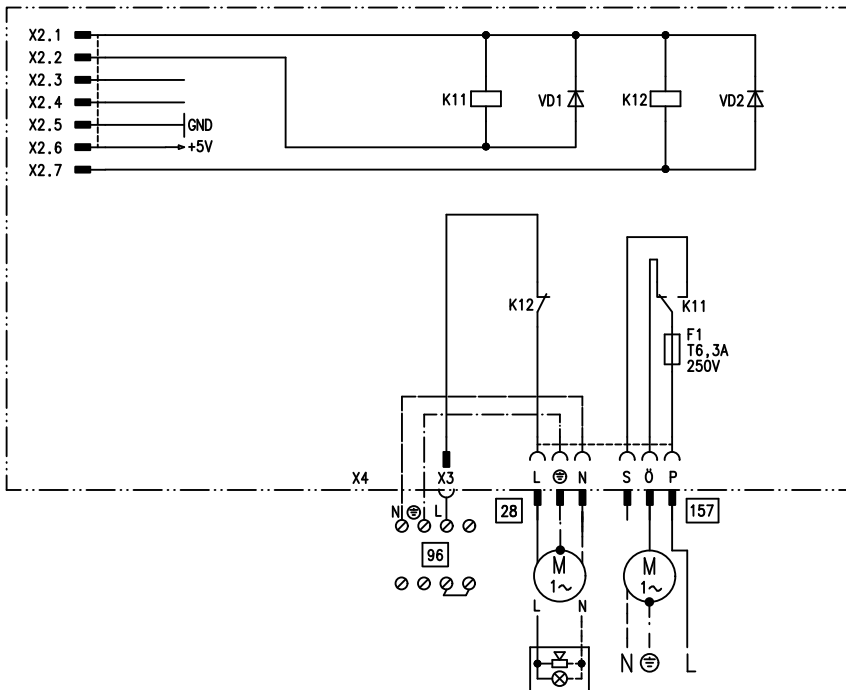 X2.1
X2.2
X2.3
X2.4
X2.5 GND
X2.6 +5V
X2.7
K11 VD1 K12 VD2
K12 K11
F1
T6,3A
250V
X4 X3 L N S Ö P
N L 28 157
96
M
1~
M
1~
L N
N L